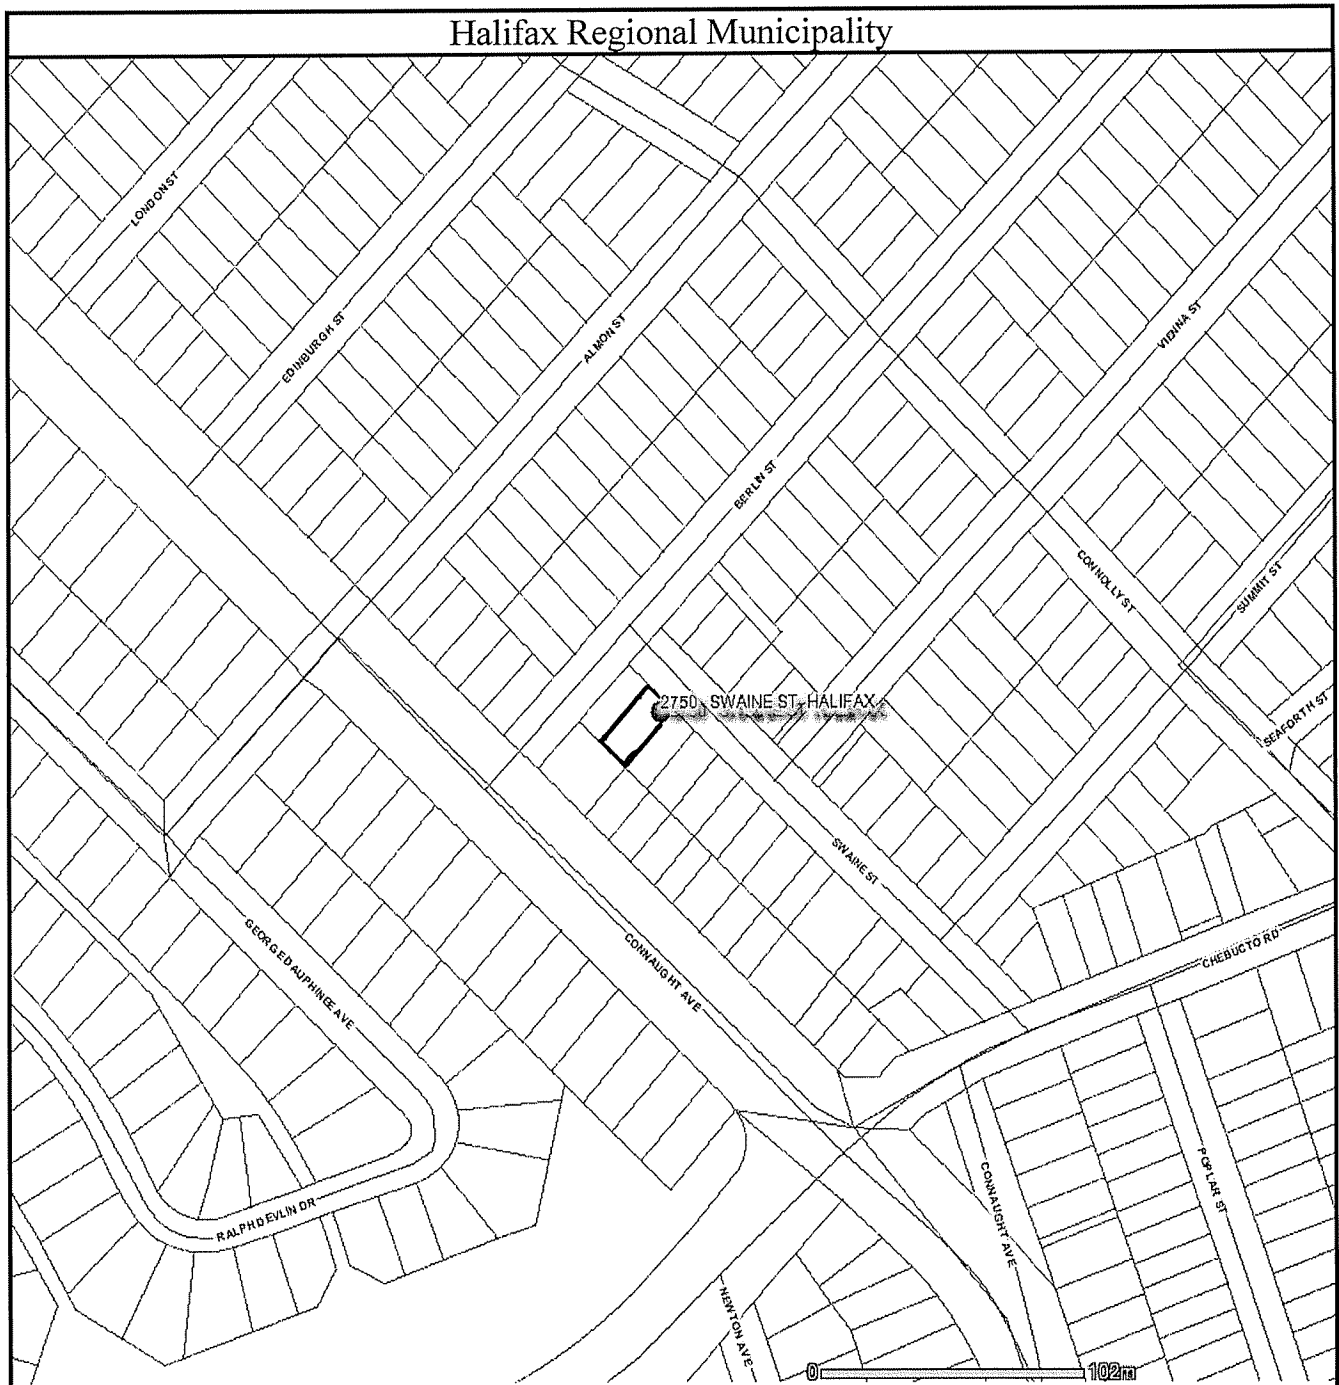 Halifax Regional Municipality
LONDON ST
EDINBURGH ST
ALMON ST
VIENNA ST
BERLIN ST
CONNOLLY ST
SUMMIT ST
2750 SWAINE ST, HALIFAX
SEAFORTH ST
SWAINE ST
GEORGE DAUPHINEE AVE
CONNAUGHT AVE
CHEBUCTO RD
RALPH DEVLIN DR
CONNAUGHT AVE
POPLAR ST
NEWTON AVE
0 102m